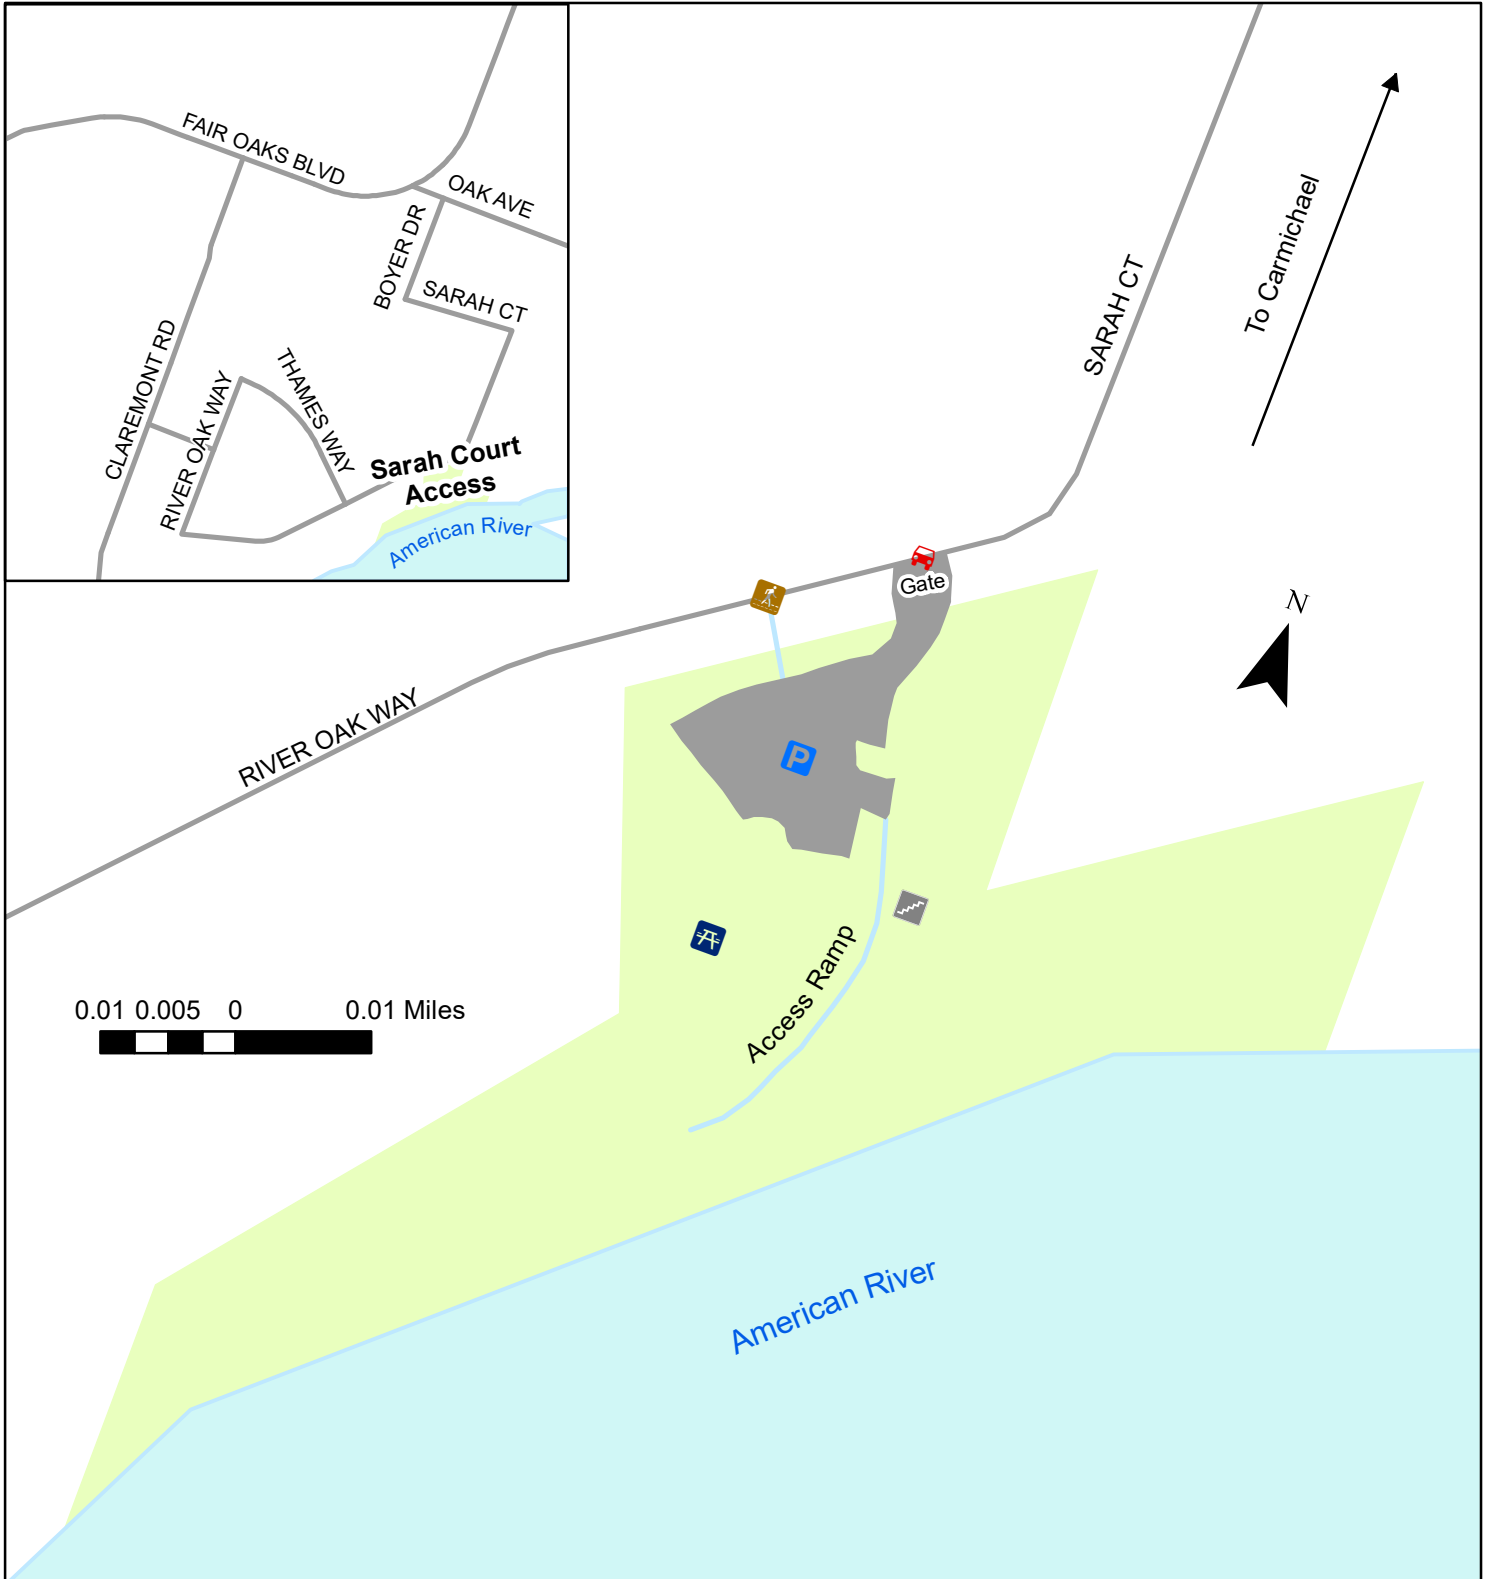 FAIR OAKS BLVD
OAK AVE
BOYER DR
SARAH CT
CLAREMONT RD
RIVER OAK WAY
THAMES WAY
Sarah Court
Access
American River
To Carmichael
SARAH CT
Gate
N
RIVER OAK WAY
P
Access Ramp
0.01 0.005 0 0.01 Miles
American River